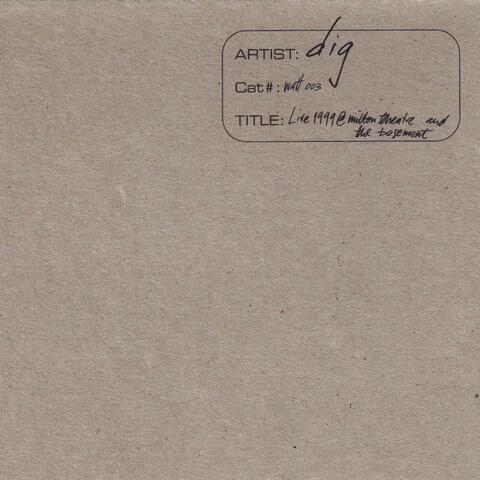 ARTIST: dig
Cat#: Watt 003
TITLE: Live 1999 @ milton theatre and
the basement